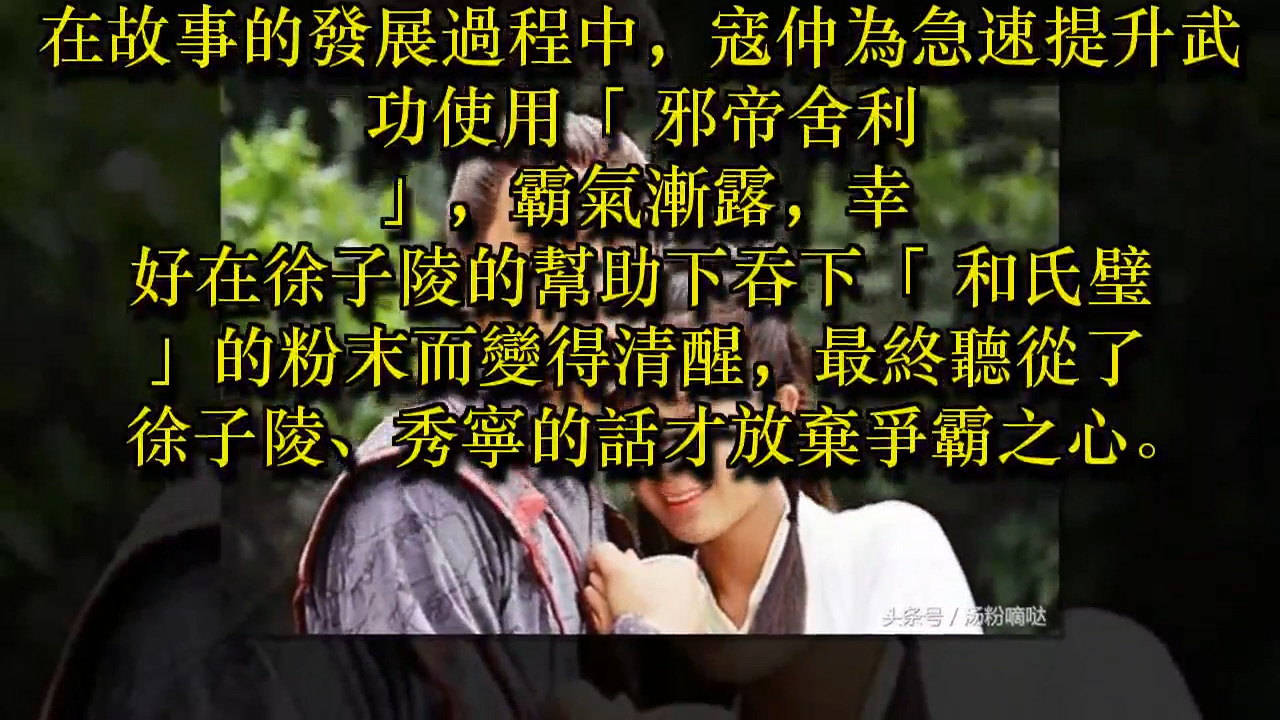 在故事的發展過程中，寇仲為急速提升武
功使用「 邪帝舍利
」，霸氣漸露，幸
好在徐子陵的幫助下吞下「 和氏璧
」的粉末而變得清醒，最終聽從了
徐子陵、秀寧的話才放棄爭霸之心。
头条号 / 汤粉嘀哒